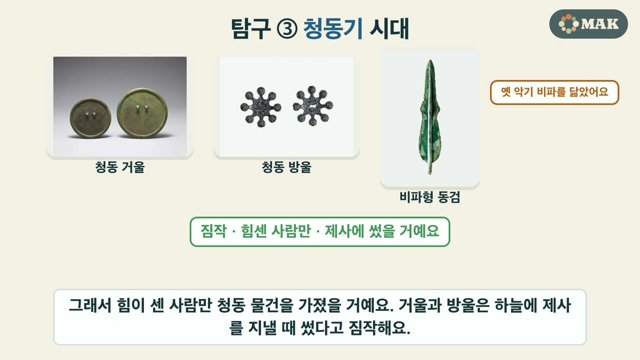 탐구 ③ 청동기 시대
MAK
옛 악기 비파를 닮았어요
청동 거울
청동 방울
비파형 동검
짐작 · 힘센 사람만 · 제사에 썼을 거예요
그래서 힘이 센 사람만 청동 물건을 가졌을 거예요. 거울과 방울은 하늘에 제사
를 지낼 때 썼다고 짐작해요.